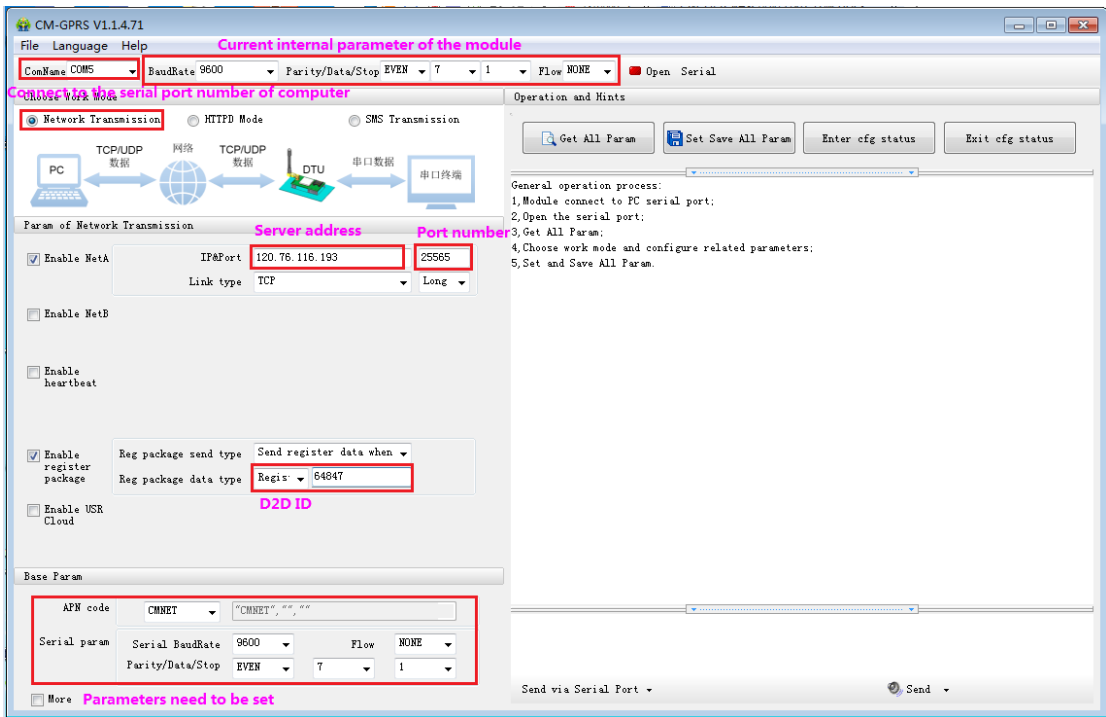 CM-GPRS V1.1.4.71
File Language Help
Current internal parameter of the module
ComName COM5 BaudRate 9600 Parity/Data/Stop EVEN 7 1 Flow NONE Open Serial
Connect to the serial port number of computer
Choose Work Mode
Operation and Hints
Network Transmission HTTPD Mode SMS Transmission
Get All Param Set Save All Param Enter cfg status Exit cfg status
PC
TCP/UDP
数据
网络
TCP/UDP
数据
DTU
串口数据
串口终端
General operation process:
1,Module connect to PC serial port;
2,Open the serial port;
3,Get All Param;
4,Choose work mode and configure related parameters;
5,Set and Save All Param.
Param of Network Transmission
Server address
Port number
Enable NetA IP&Port 120.76.116.193 25565
Link type TCP Long
Enable NetB
Enable
heartbeat
Enable
register
package
Reg package send type Send register data when
Reg package data type Regis 64847
D2D ID
Enable USR
Cloud
Base Param
APN code CMNET "CMNET","",""
Serial param Serial BaudRate 9600 Flow NONE
Parity/Data/Stop EVEN 7 1
More
Parameters need to be set
Send via Serial Port Send